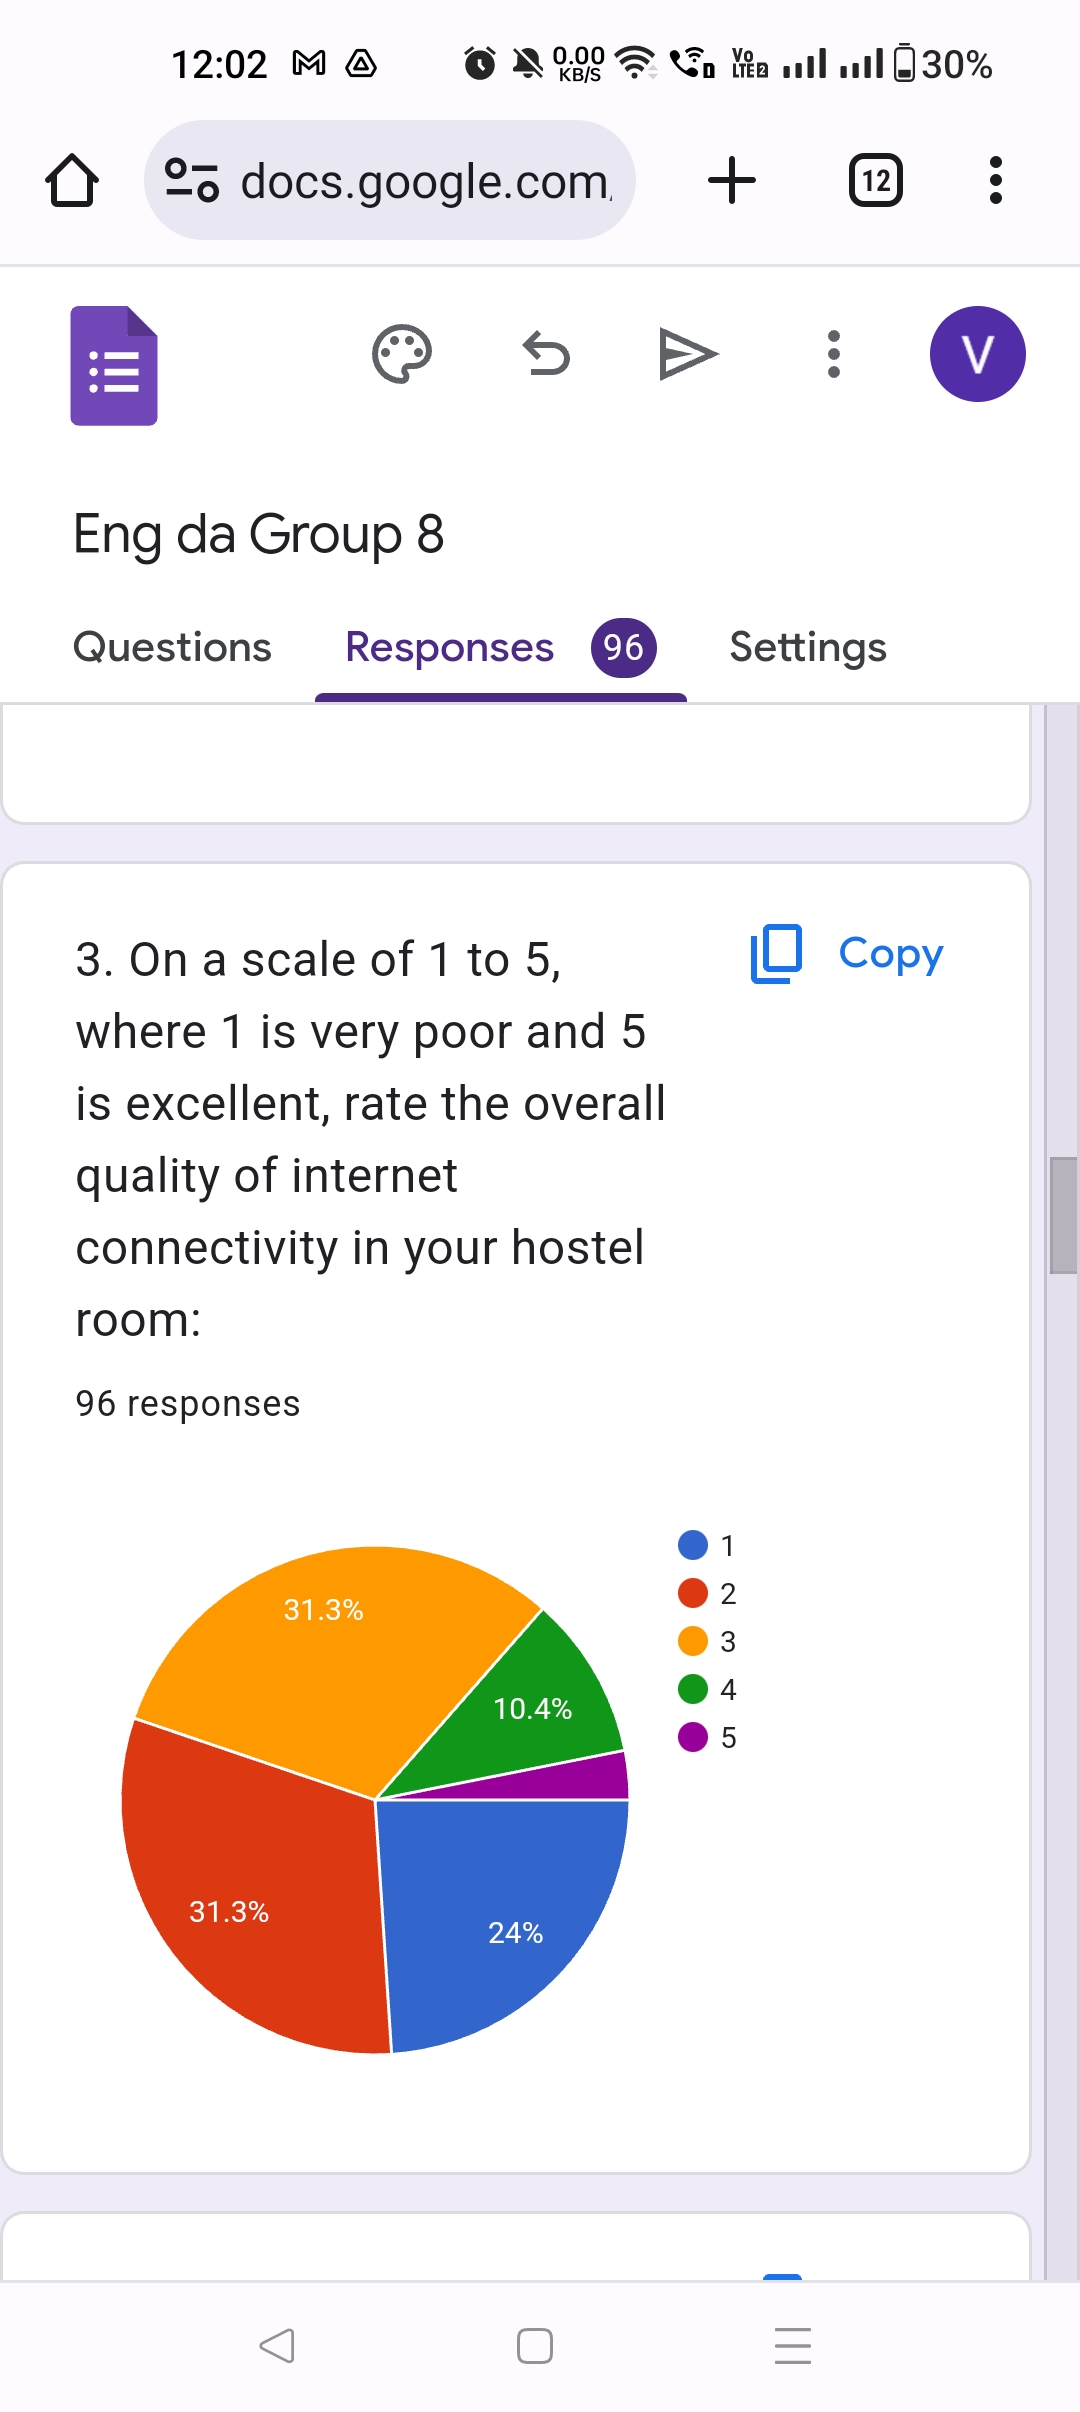 12:02 0.00 KB/S Vo LTE2 30%
docs.google.com/ 12
V
Eng da Group 8
Questions Responses 96 Settings
3. On a scale of 1 to 5,
where 1 is very poor and 5
is excellent, rate the overall
quality of internet
connectivity in your hostel
room:
Copy
96 responses
31.3%
10.4%
31.3%
24%
1
2
3
4
5